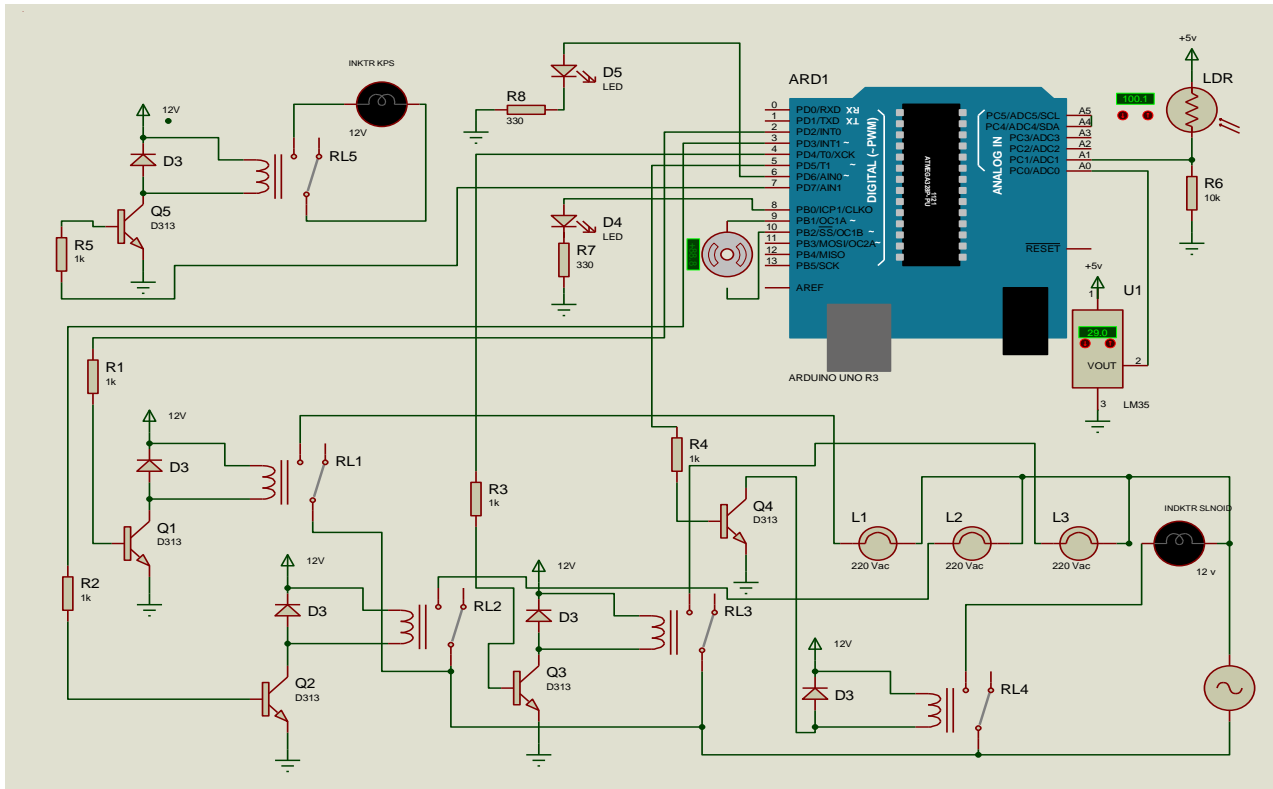 INKTR KPS
12V
12V
D3
RL5
Q5
D313
R5
1k
D5
LED
R8
330
D4
LED
R7
330
ARD1
0
1
2
3
4
5
6
7
8
9
10
11
12
13
PD0/RXD
PD1/TXD
PD2/INT0
PD3/INT1
PD4/T0/XCK
PD5/T1
PD6/AIN0
PD7/AIN1
PB0/ICP1/CLKO
PB1/OC1A
PB2/SS/OC1B
PB3/MOSI/OC2A
PB4/MISO
PB5/SCK
AREF
RX
TX
DIGITAL (~PWM)
ATMEGA328P-PU
1121
ANALOG IN
PC5/ADC5/SCL
PC4/ADC4/SDA
PC3/ADC3
PC2/ADC2
PC1/ADC1
PC0/ADC0
A5
A4
A3
A2
A1
A0
RESET
ARDUINO UNO R3
+5v
LDR
100.1
R6
10k
+5v
1
U1
29.0
VOUT
2
3
LM35
R1
1k
12V
D3
RL1
Q1
D313
R2
1k
12V
D3
RL2
Q2
D313
R3
1k
12V
D3
RL3
Q3
D313
R4
1k
Q4
D313
12V
D3
RL4
L1
220 Vac
L2
220 Vac
L3
220 Vac
INDKTR SLNOID
12 v